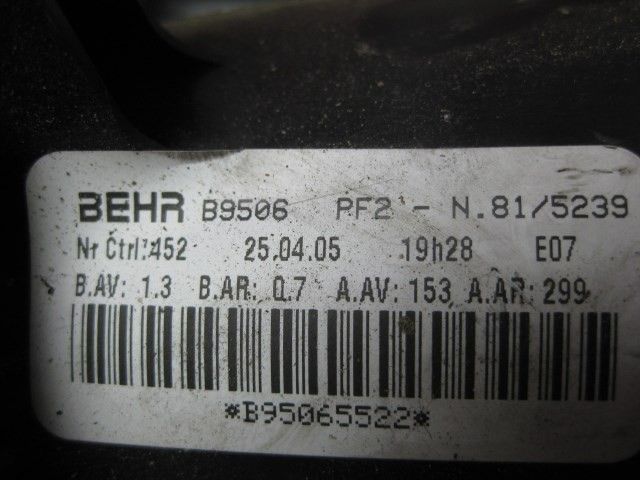 BEHR B9506 PF2 - N.81/5239
Nr Ctrl: 452 25.04.05 19h28 E07
B.AV: 1.3 B.AR: 0.7 A.AV: 153 A.AR: 299
*B95065522*